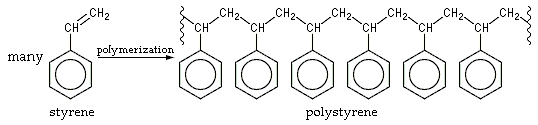 CH₂ CH₂ CH₂ CH₂ CH₂ CH₂ CH₂
CH CH CH CH CH CH CH
many polymerization
styrene polystyrene